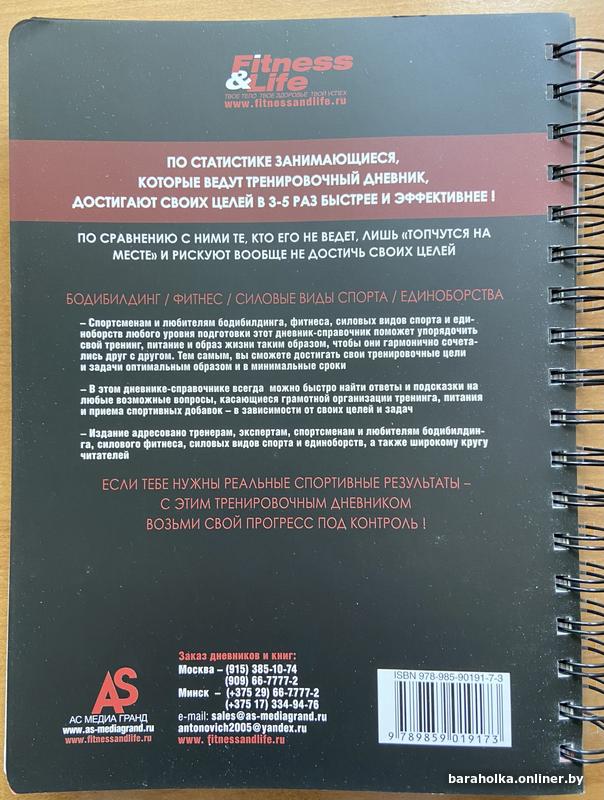 Fitness
&Life
ТВОЕ ТЕЛО ТВОЕ ЗДОРОВЬЕ ТВОЙ УСПЕХ
www.fitnessandlife.ru
ПО СТАТИСТИКЕ ЗАНИМАЮЩИЕСЯ,
КОТОРЫЕ ВЕДУТ ТРЕНИРОВОЧНЫЙ ДНЕВНИК,
ДОСТИГАЮТ СВОИХ ЦЕЛЕЙ В 3-5 РАЗ БЫСТРЕЕ И ЭФФЕКТИВНЕЕ !
ПО СРАВНЕНИЮ С НИМИ ТЕ, КТО ЕГО НЕ ВЕДЕТ, ЛИШЬ «ТОПЧУТСЯ НА
МЕСТЕ» И РИСКУЮТ ВООБЩЕ НЕ ДОСТИЧЬ СВОИХ ЦЕЛЕЙ
БОДИБИЛДИНГ / ФИТНЕС / СИЛОВЫЕ ВИДЫ СПОРТА / ЕДИНОБОРСТВА
– Спортсменам и любителям бодибилдинга, фитнеса, силовых видов спорта и еди-
ноборств любого уровня подготовки этот дневник-справочник поможет упорядочить
свой тренинг, питание и образ жизни таким образом, чтобы они гармонично сочета-
лись друг с другом. Тем самым, вы сможете достигать свои тренировочные цели
и задачи оптимальным образом и в минимальные сроки
– В этом дневнике-справочнике всегда можно быстро найти ответы и подсказки на
любые возможные вопросы, касающиеся грамотной организации тренинга, питания
и приема спортивных добавок – в зависимости от своих целей и задач
– Издание адресовано тренерам, экспертам, спортсменам и любителям бодибилдин-
га, силового фитнеса, силовых видов спорта и единоборств, а также широкому кругу
читателей
ЕСЛИ ТЕБЕ НУЖНЫ РЕАЛЬНЫЕ СПОРТИВНЫЕ РЕЗУЛЬТАТЫ –
С ЭТИМ ТРЕНИРОВОЧНЫМ ДНЕВНИКОМ
ВОЗЬМИ СВОЙ ПРОГРЕСС ПОД КОНТРОЛЬ !
AS
АС МЕДИА ГРАНД
www.as-mediagrand.ru
www.fitnessandlife.ru
Заказ дневников и книг:
Москва – (915) 385-10-74
(909) 66-7777-2
Минск – (+375 29) 66-7777-2
(+375 17) 334-94-76
e-mail: sales@as-mediagrand.ru
antonovich2005@yandex.ru
www. fitnessandlife.ru
ISBN 978-985-90191-7-3
9 789859 019173
baraholka.onliner.by